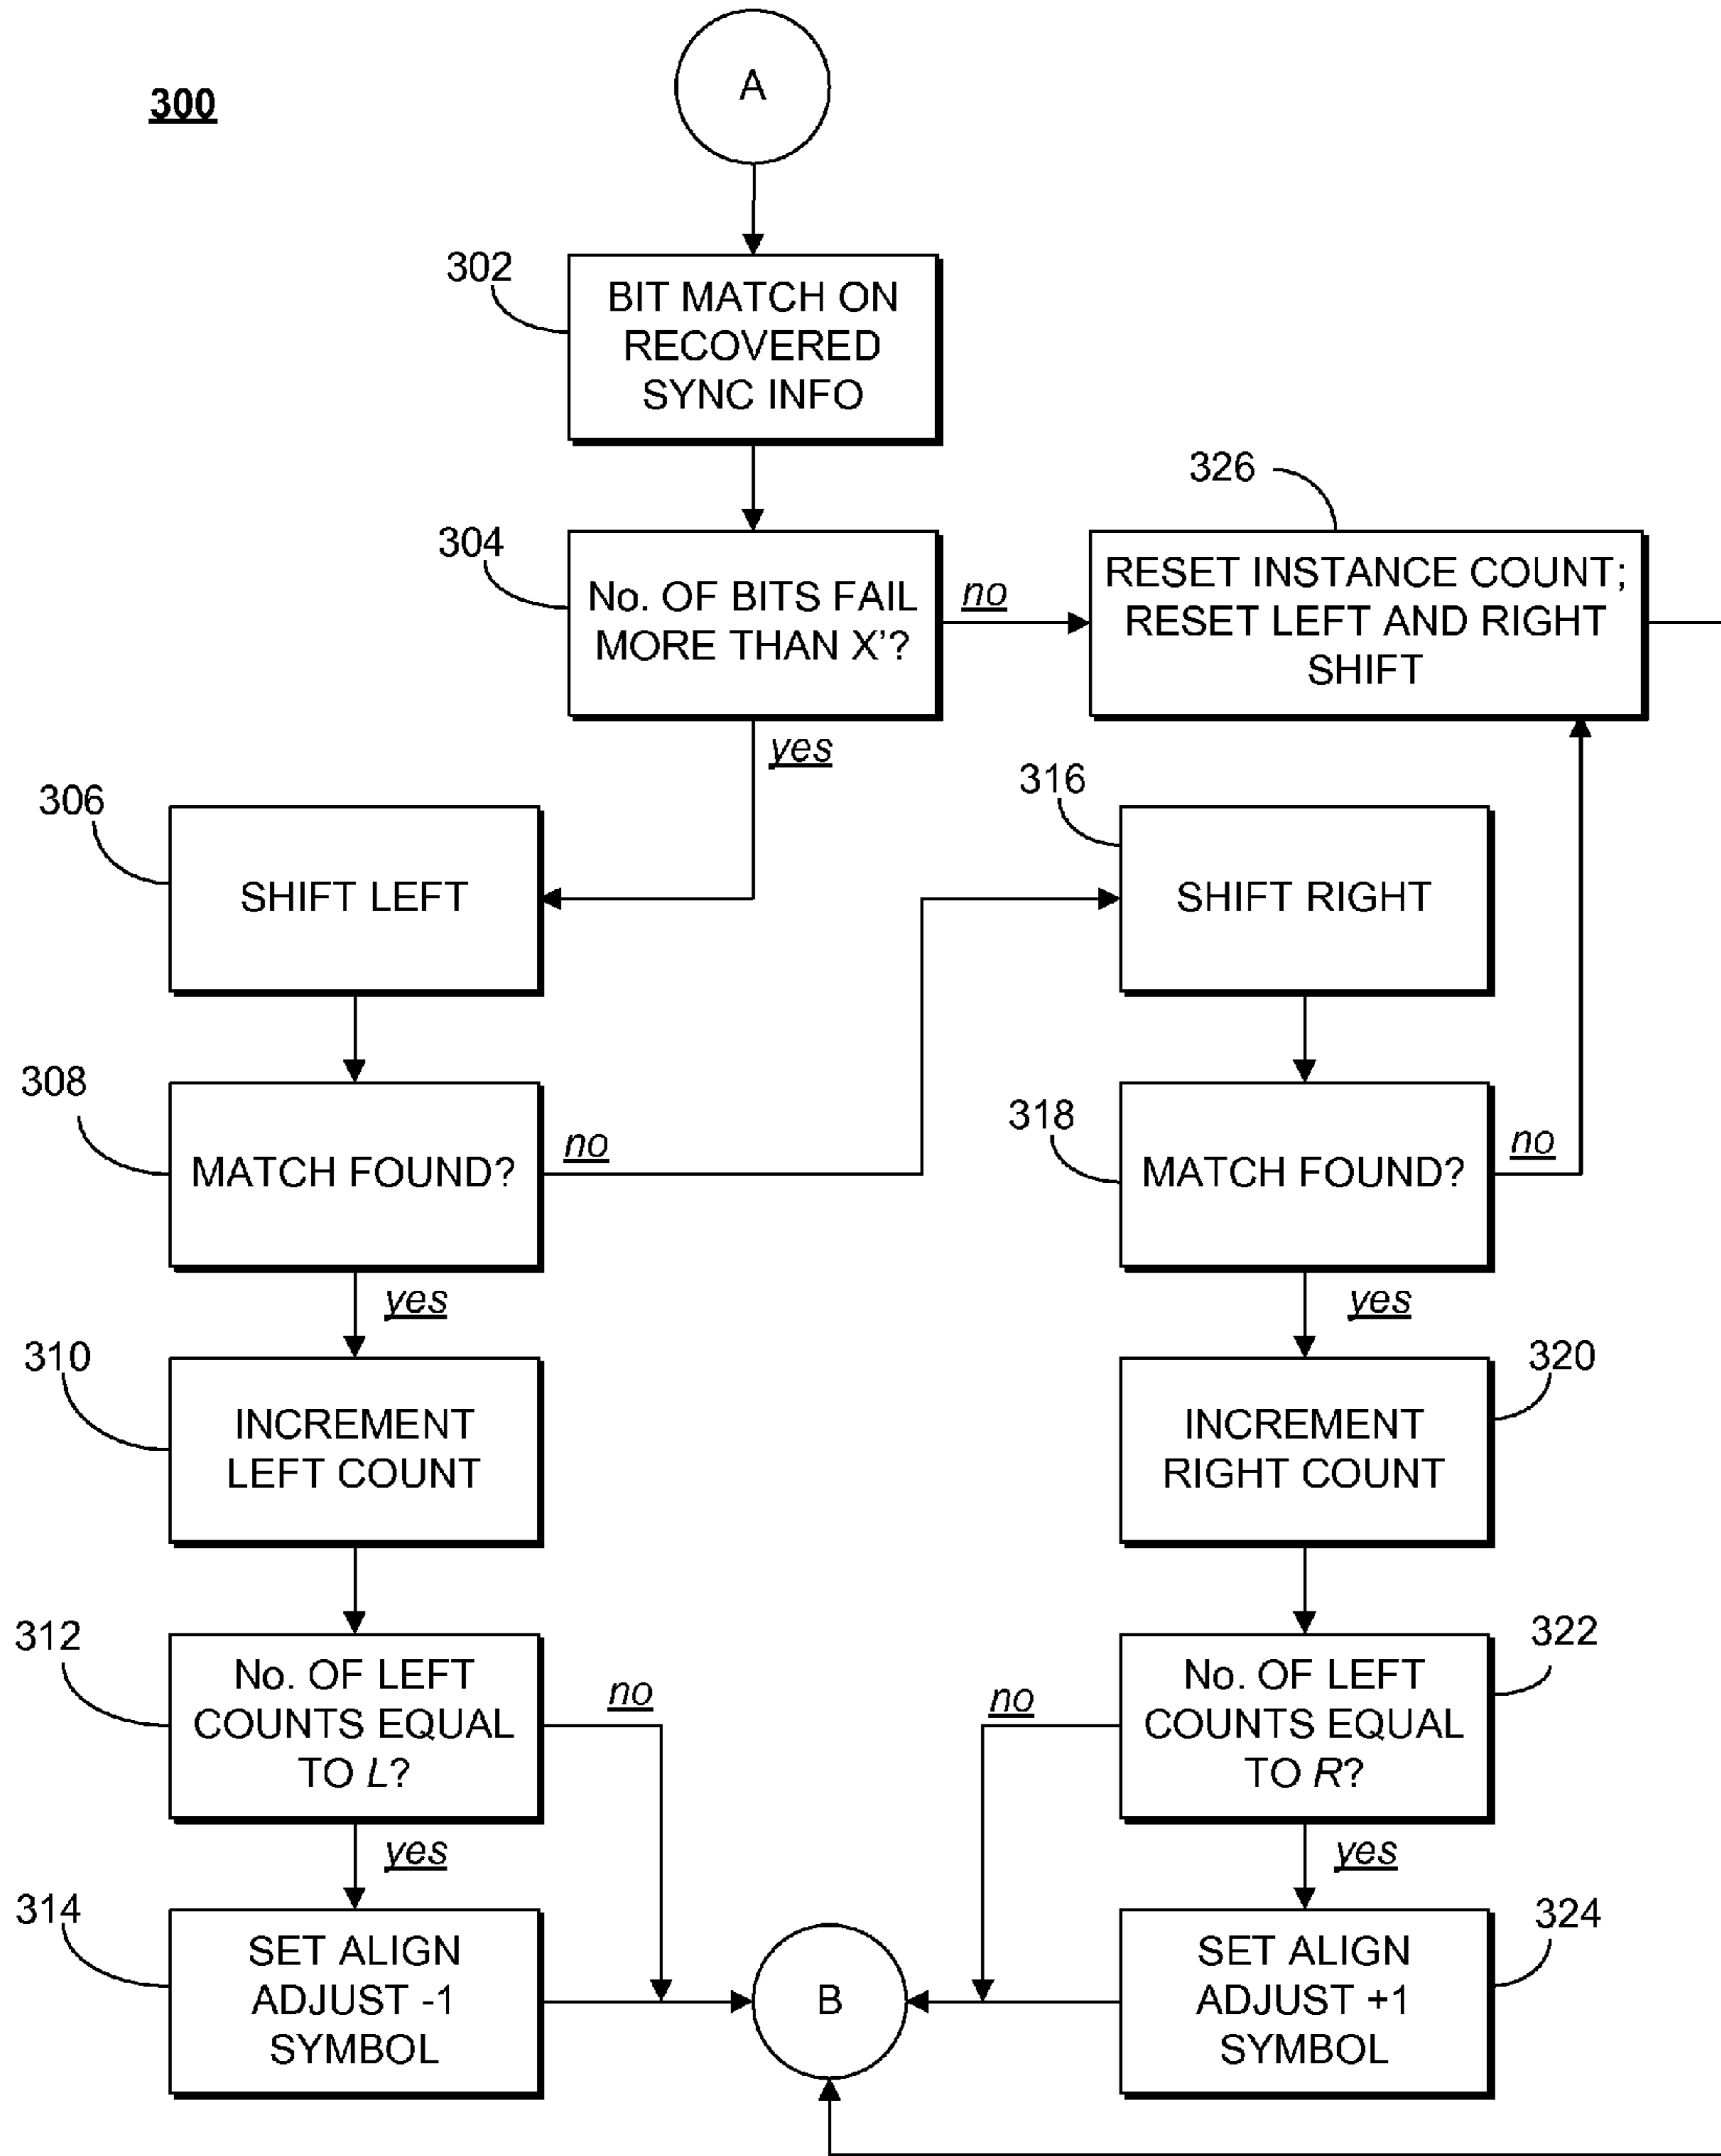 300
A
302
BIT MATCH ON
RECOVERED
SYNC INFO
304
No. OF BITS FAIL
MORE THAN X'?
no
yes
326
RESET INSTANCE COUNT;
RESET LEFT AND RIGHT
SHIFT
306
SHIFT LEFT
316
SHIFT RIGHT
308
MATCH FOUND?
no
yes
318
MATCH FOUND?
no
yes
310
INCREMENT
LEFT COUNT
320
INCREMENT
RIGHT COUNT
312
No. OF LEFT
COUNTS EQUAL
TO L?
no
yes
322
No. OF LEFT
COUNTS EQUAL
TO R?
no
yes
314
SET ALIGN
ADJUST -1
SYMBOL
B
324
SET ALIGN
ADJUST +1
SYMBOL